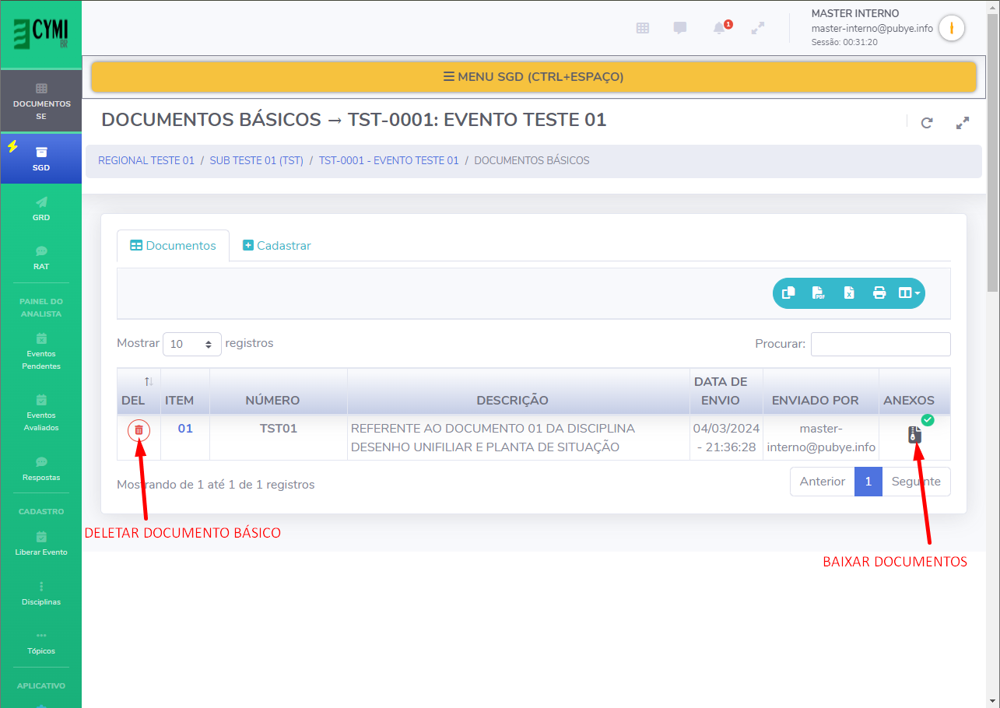 CYMI
BR
MASTER INTERNO
master-interno@pubye.info
Sessão: 00:31:20
1
DOCUMENTOS
SE
SGD
GRD
RAT
PAINEL DO
ANALISTA
Eventos
Pendentes
Eventos
Avaliados
Respostas
CADASTRO
Liberar Evento
Disciplinas
Tópicos
APLICATIVO
MENU SGD (CTRL+ESPAÇO)
DOCUMENTOS BÁSICOS → TST-0001: EVENTO TESTE 01
REGIONAL TESTE 01 / SUB TESTE 01 (TST) / TST-0001 - EVENTO TESTE 01 / DOCUMENTOS BÁSICOS
Documentos
Cadastrar
PDF
X
Mostrar 10 registros
Procurar:
DEL ITEM NÚMERO DESCRIÇÃO DATA DE ENVIO ENVIADO POR ANEXOS
01 TST01
REFERENTE AO DOCUMENTO 01 DA DISCIPLINA
DESENHO UNIFILIAR E PLANTA DE SITUAÇÃO
04/03/2024
- 21:36:28
master-
interno@pubye.info
Mostrando de 1 até 1 de 1 registros
Anterior 1 Seguinte
DELETAR DOCUMENTO BÁSICO
BAIXAR DOCUMENTOS